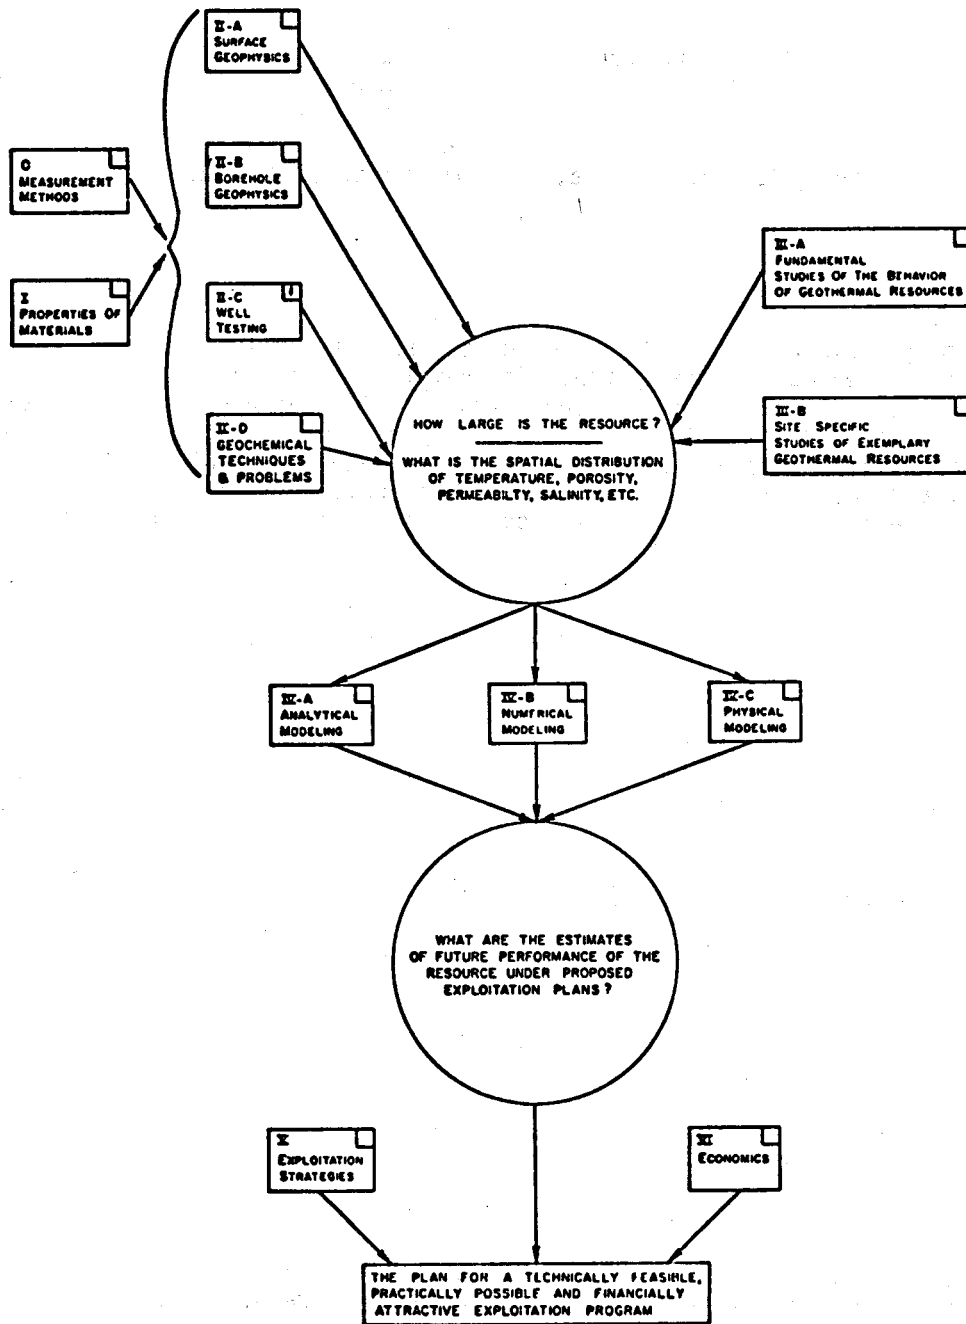 II-A
SURFACE
GEOPHYSICS
O
MEASUREMENT
METHODS
II-B
BOREHOLE
GEOPHYSICS
I
PROPERTIES OF
MATERIALS
II-C
WELL
TESTING
II-D
GEOCHEMICAL
TECHNIQUES
& PROBLEMS
III-A
FUNDAMENTAL
STUDIES OF THE BEHAVIOR
OF GEOTHERMAL RESOURCES
III-B
SITE SPECIFIC
STUDIES OF EXEMPLARY
GEOTHERMAL RESOURCES
HOW LARGE IS THE RESOURCE?
WHAT IS THE SPATIAL DISTRIBUTION
OF TEMPERATURE, POROSITY,
PERMEABILTY, SALINITY, ETC.
IV-A
ANALYTICAL
MODELING
IV-B
NUMERICAL
MODELING
IV-C
PHYSICAL
MODELING
WHAT ARE THE ESTIMATES
OF FUTURE PERFORMANCE OF THE
RESOURCE UNDER PROPOSED
EXPLOITATION PLANS?
V
EXPLOITATION
STRATEGIES
VI
ECONOMICS
THE PLAN FOR A TECHNICALLY FEASIBLE,
PRACTICALLY POSSIBLE AND FINANCIALLY
ATTRACTIVE EXPLOITATION PROGRAM